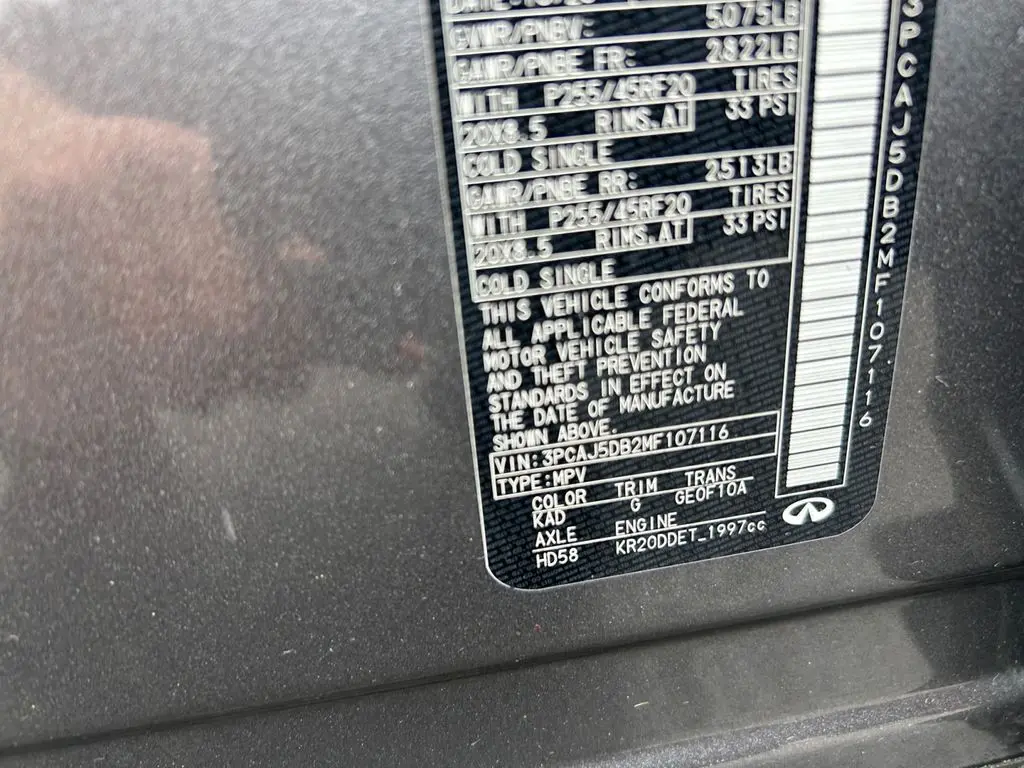 5075LB
GVWR/PNBV:
2822LB
GAWR/PNBE FR:
TIRES
WITH P255/45RF20
33 PSI
20X8.5 RIMS.AT
COLD SINGLE
2513LB
GAWR/PNBE RR:
TIRES
WITH P255/45RF20
33 PSI
20X8.5 RIMS.AT
COLD SINGLE
THIS VEHICLE CONFORMS TO
ALL APPLICABLE FEDERAL
MOTOR VEHICLE SAFETY
AND THEFT PREVENTION
STANDARDS IN EFFECT ON
THE DATE OF MANUFACTURE
SHOWN ABOVE.
VIN:3PCAJ5DB2MF107116
TYPE:MPV
COLOR TRIM TRANS
KAD G GE0F10A
AXLE ENGINE
HD58 KR20DDET_1997cc
3PCAJ5DB2MF107116